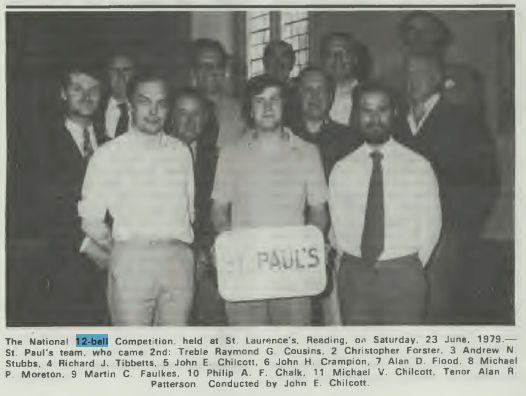 ST. PAUL'S
The National 12-bell Competition, held at St. Laurence's, Reading, on Saturday, 23 June, 1979.—
St. Paul's team, who came 2nd: Treble Raymond G. Cousins, 2 Christopher Forster, 3 Andrew N.
Stubbs, 4 Richard J. Tibbetts, 5 John E. Chilcott, 6 John H. Crampion, 7 Alan D. Flood, 8 Michael
P. Moreton, 9 Martin C. Faulkes, 10 Philip A. F. Chalk, 11 Michael V. Chilcott, Tenor Alan R
Patterson. Conducted by John E. Chilcott.